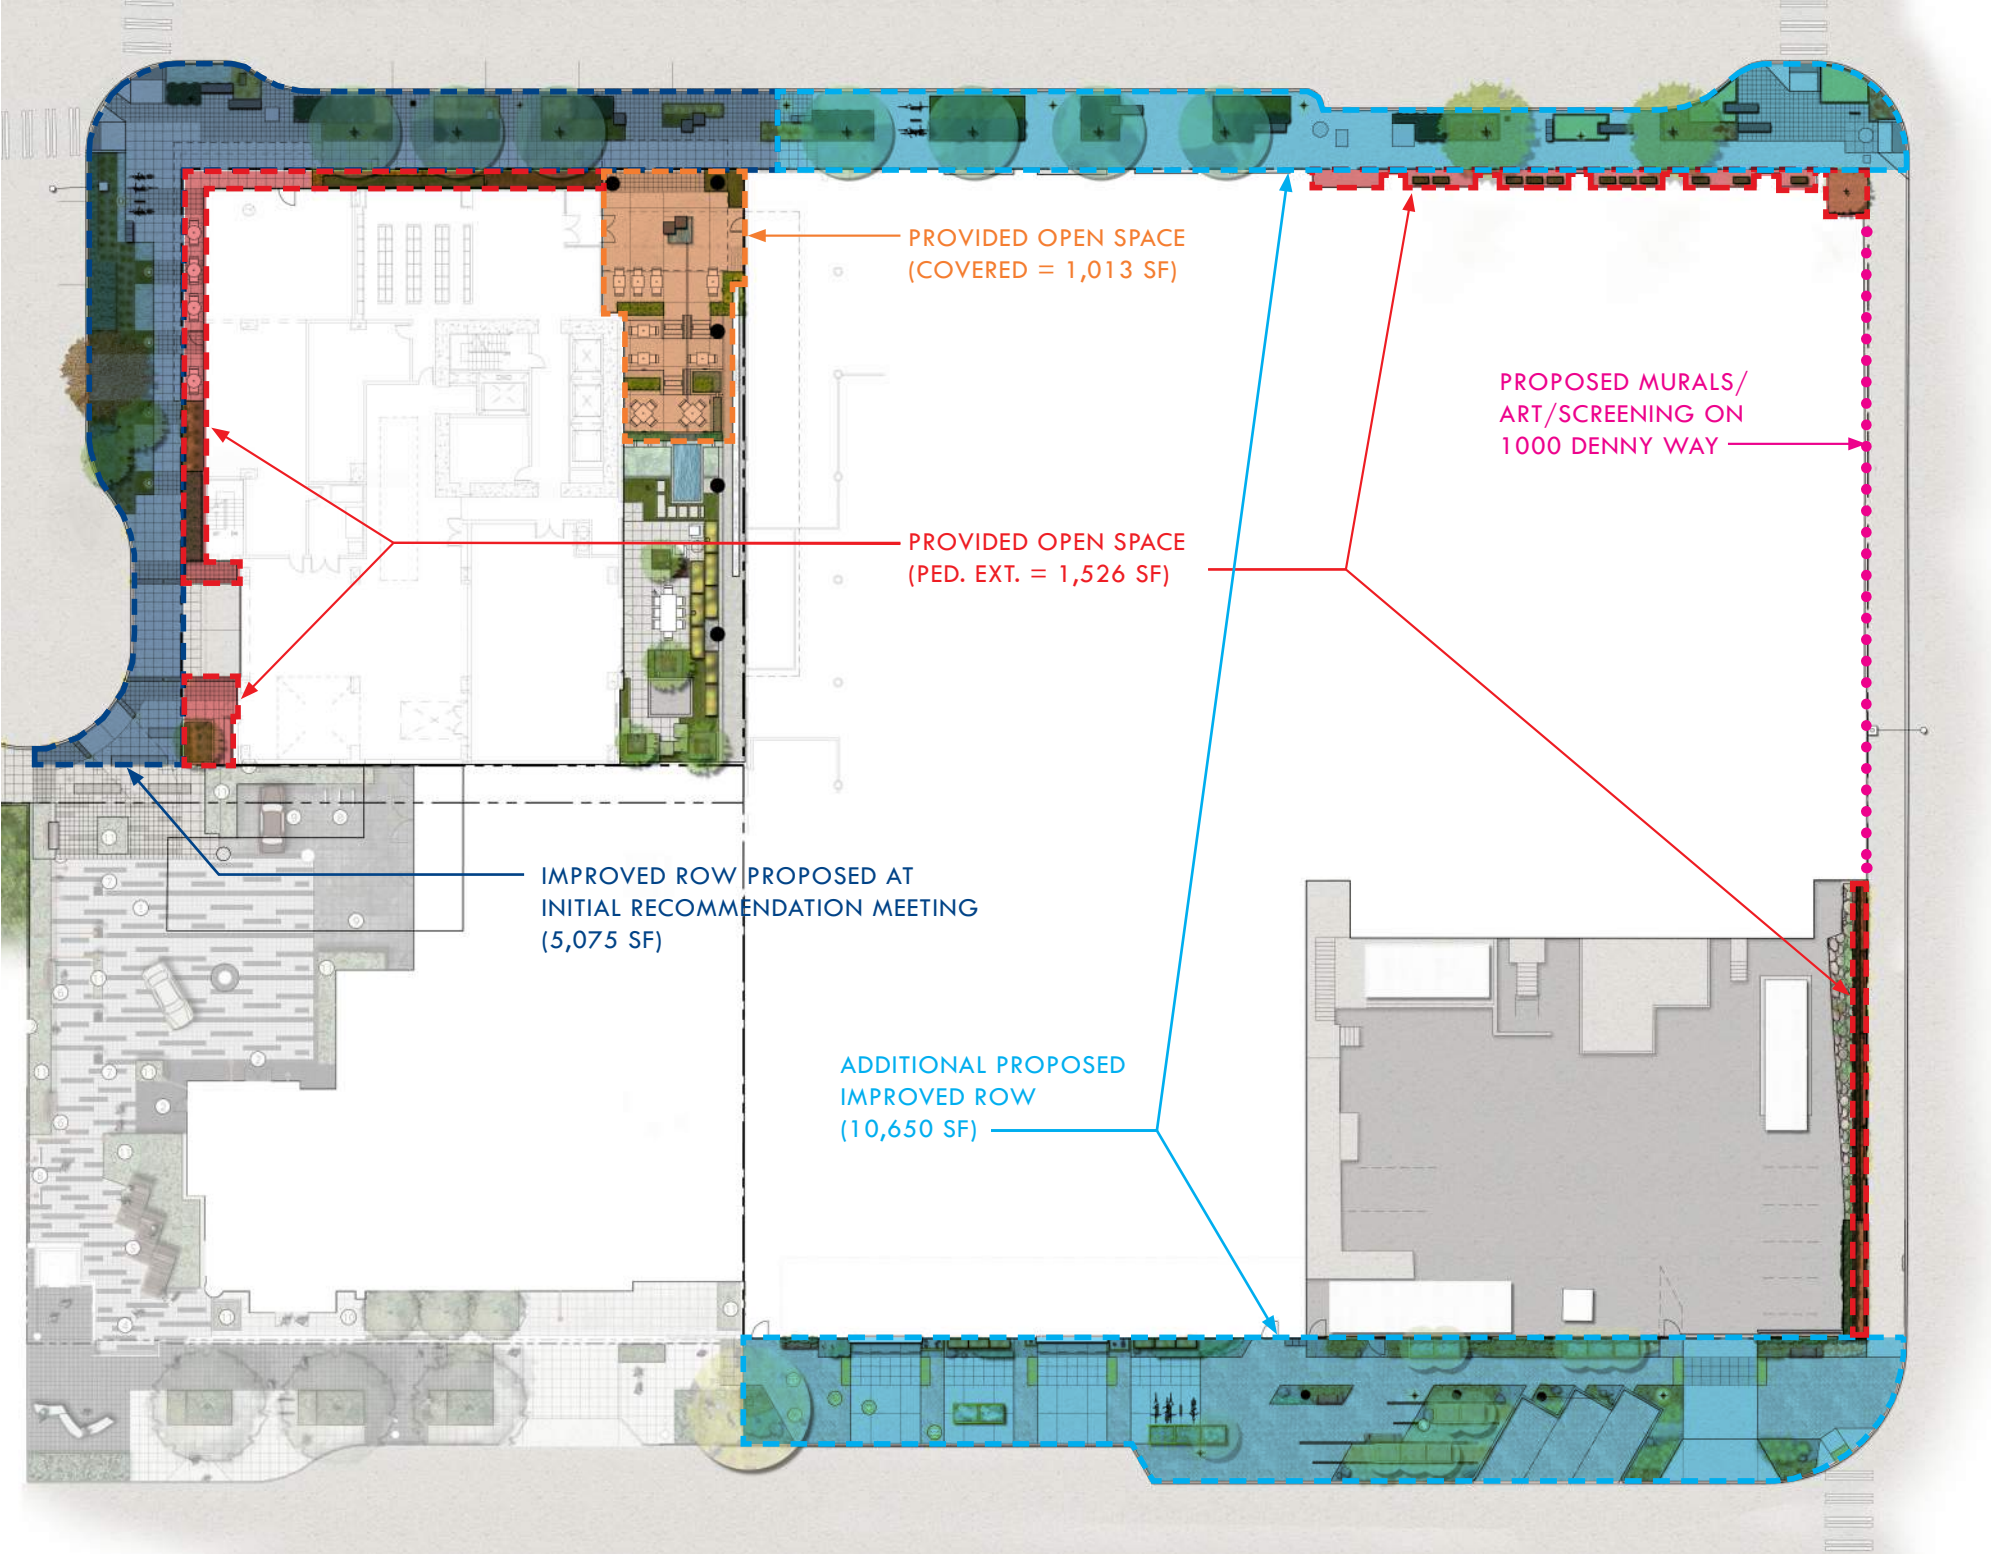 PROVIDED OPEN SPACE
(COVERED = 1,013 SF)
PROPOSED MURALS/
ART/SCREENING ON
1000 DENNY WAY
PROVIDED OPEN SPACE
(PED. EXT. = 1,526 SF)
IMPROVED ROW PROPOSED AT
INITIAL RECOMMENDATION MEETING
(5,075 SF)
ADDITIONAL PROPOSED
IMPROVED ROW
(10,650 SF)